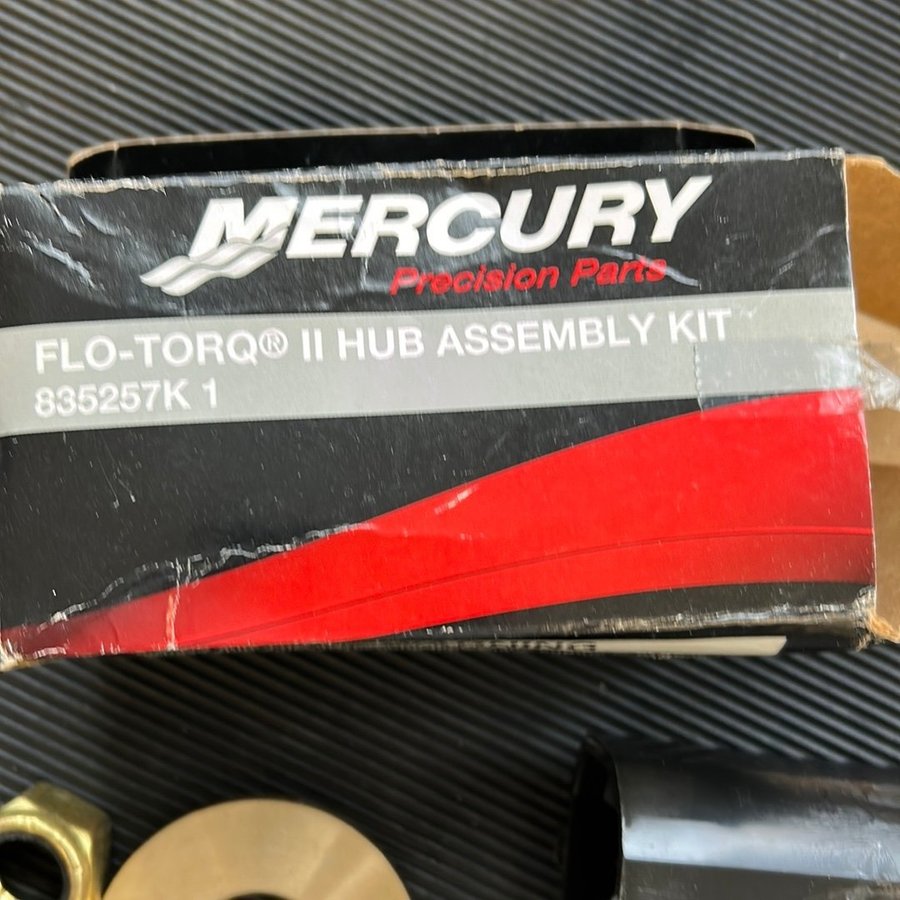 MERCURY
Precision Parts
FLO-TORQ® II HUB ASSEMBLY KIT
835257K 1